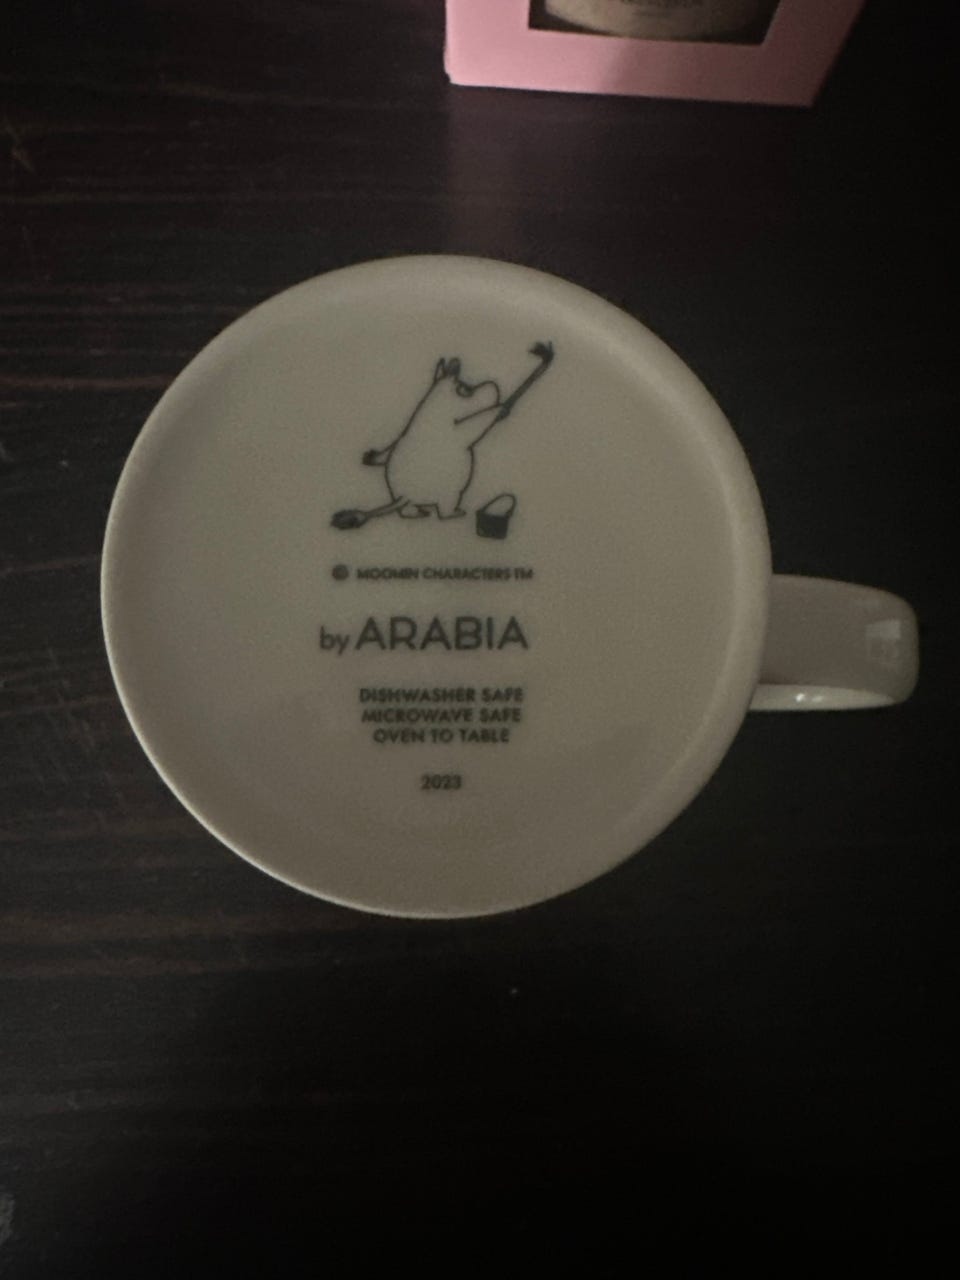 © MOOMIN CHARACTERS TM
by ARABIA
DISHWASHER SAFE
MICROWAVE SAFE
OVEN TO TABLE
2023